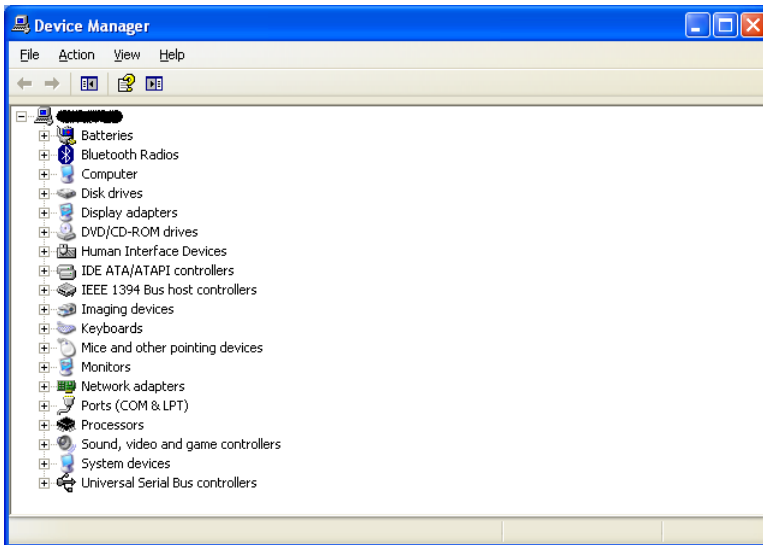 Device Manager
File Action View Help
Batteries
Bluetooth Radios
Computer
Disk drives
Display adapters
DVD/CD-ROM drives
Human Interface Devices
IDE ATA/ATAPI controllers
IEEE 1394 Bus host controllers
Imaging devices
Keyboards
Mice and other pointing devices
Monitors
Network adapters
Ports (COM & LPT)
Processors
Sound, video and game controllers
System devices
Universal Serial Bus controllers